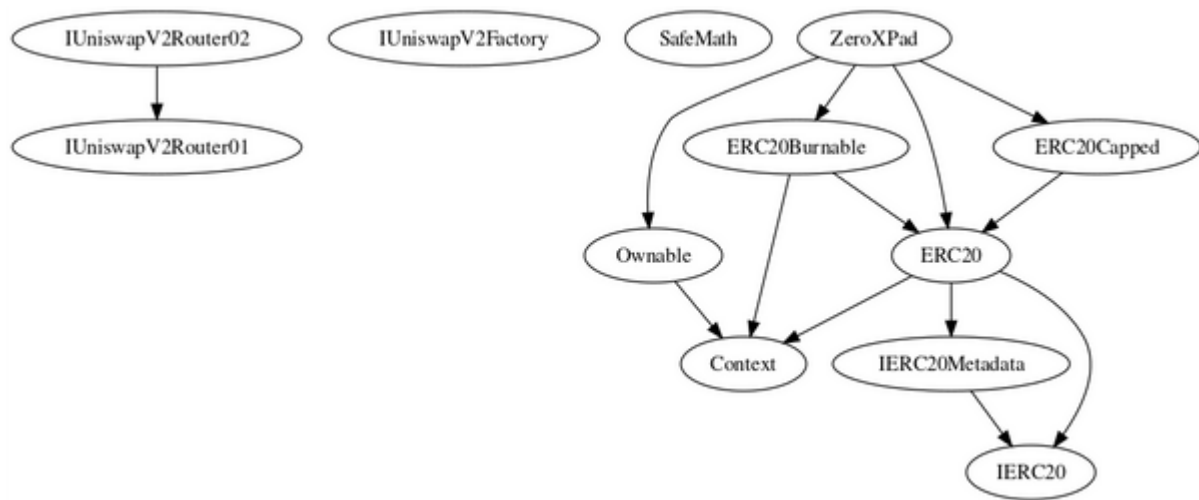 IUniswapV2Router02
IUniswapV2Factory
SafeMath
ZeroXPad
IUniswapV2Router01
ERC20Burnable
ERC20Capped
Ownable
ERC20
Context
IERC20Metadata
IERC20